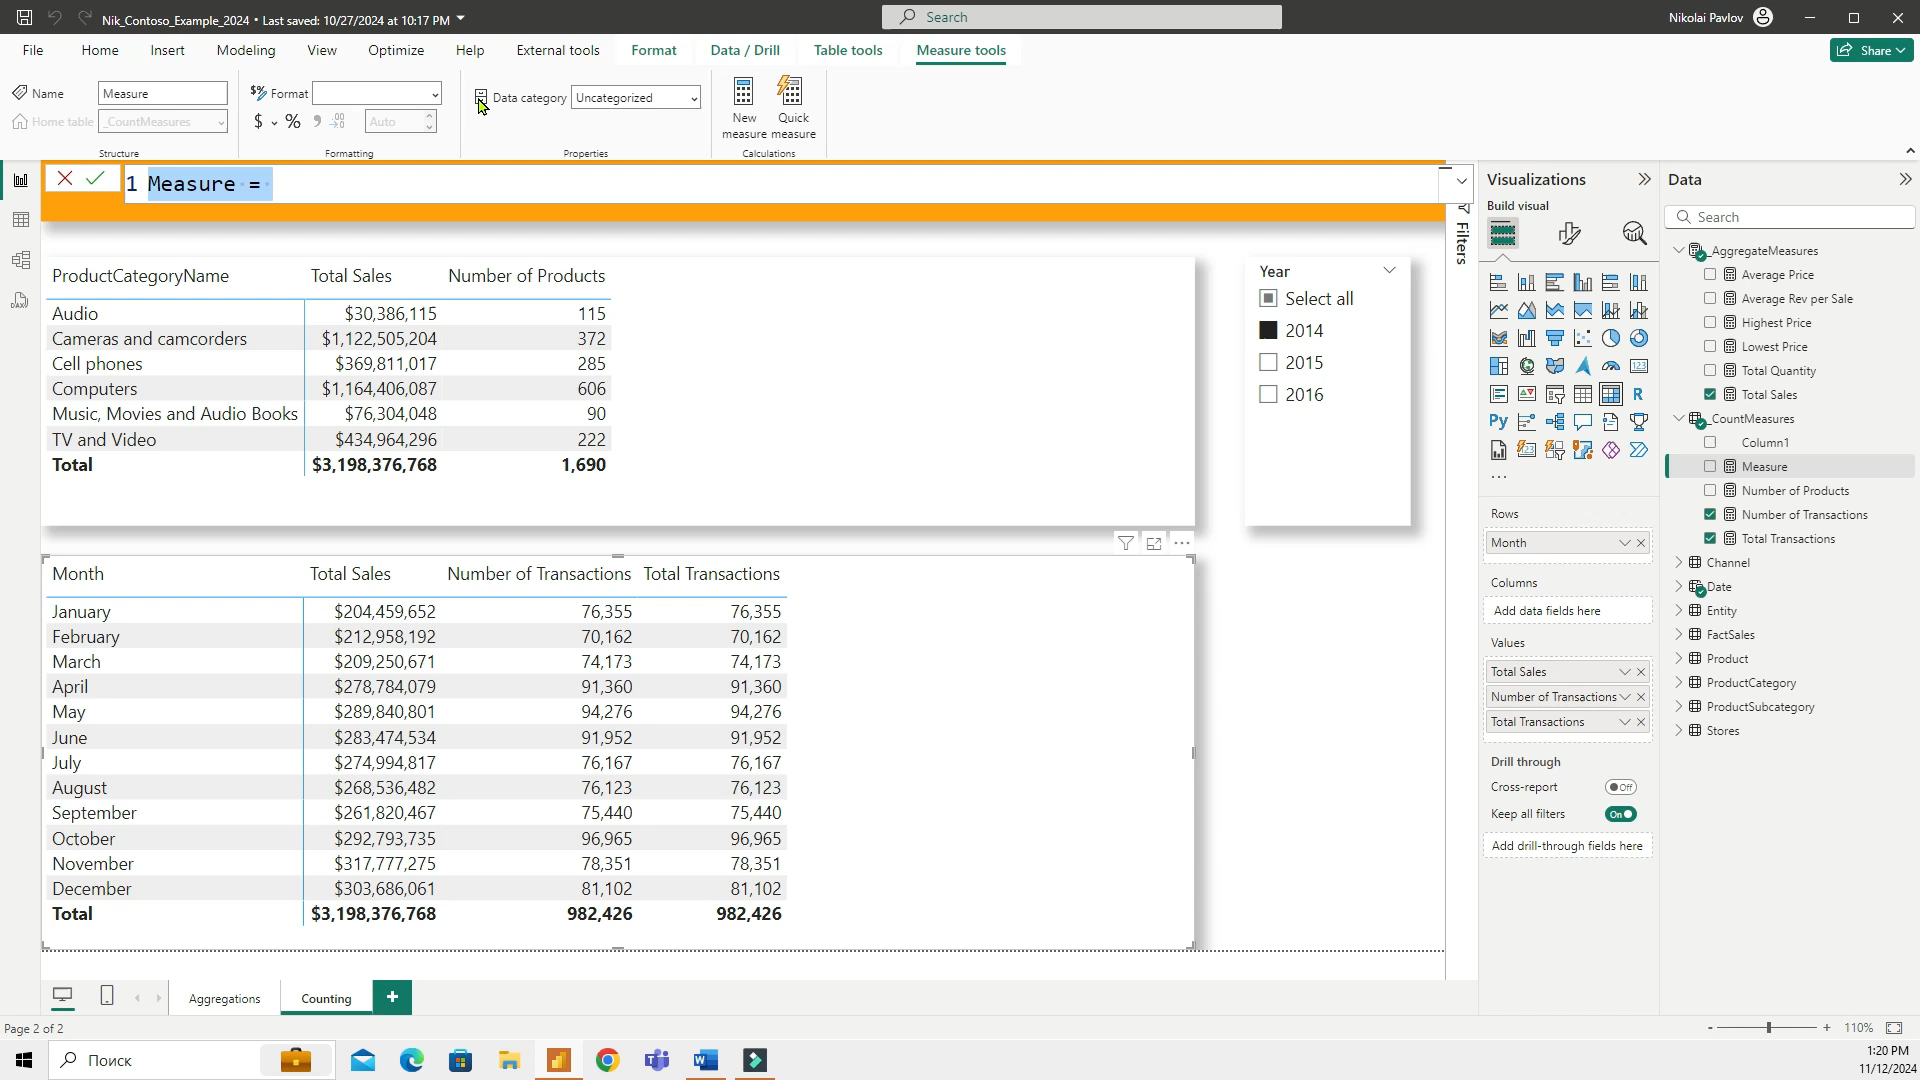 Nik_Contoso_Example_2024 • Last saved: 10/27/2024 at 10:17 PM
Search
Nikolai Pavlov
File
Home
Insert
Modeling
View
Optimize
Help
External tools
Format
Data / Drill
Table tools
Measure tools
Share
Name
Measure
Home table
_CountMeasures
Structure
Format
$ %
Auto
Formatting
Data category
Uncategorized
Properties
New measure
Quick measure
Calculations
1 Measure =
Filters
ProductCategoryName Total Sales Number of Products
Audio $30,386,115 115
Cameras and camcorders $1,122,505,204 372
Cell phones $369,811,017 285
Computers $1,164,406,087 606
Music, Movies and Audio Books $76,304,048 90
TV and Video $434,964,296 222
Total $3,198,376,768 1,690
Year
Select all
2014
2015
2016
Month Total Sales Number of Transactions Total Transactions
January $204,459,652 76,355 76,355
February $212,958,192 70,162 70,162
March $209,250,671 74,173 74,173
April $278,784,079 91,360 91,360
May $289,840,801 94,276 94,276
June $283,474,534 91,952 91,952
July $274,994,817 76,167 76,167
August $268,536,482 76,123 76,123
September $261,820,467 75,440 75,440
October $292,793,735 96,965 96,965
November $317,777,275 78,351 78,351
December $303,686,061 81,102 81,102
Total $3,198,376,768 982,426 982,426
Visualizations
Build visual
R
Py
Rows
Month
Columns
Add data fields here
Values
Total Sales
Number of Transactions
Total Transactions
Drill through
Cross-report Off
Keep all filters On
Add drill-through fields here
Data
Search
_AggregateMeasures
Average Price
Average Rev per Sale
Highest Price
Lowest Price
Total Quantity
Total Sales
_CountMeasures
Column1
Measure
Number of Products
Number of Transactions
Total Transactions
Channel
Date
Entity
FactSales
Product
ProductCategory
ProductSubcategory
Stores
Aggregations
Counting
Page 2 of 2
- + 110%
Поиск
1:20 PM
11/12/2024